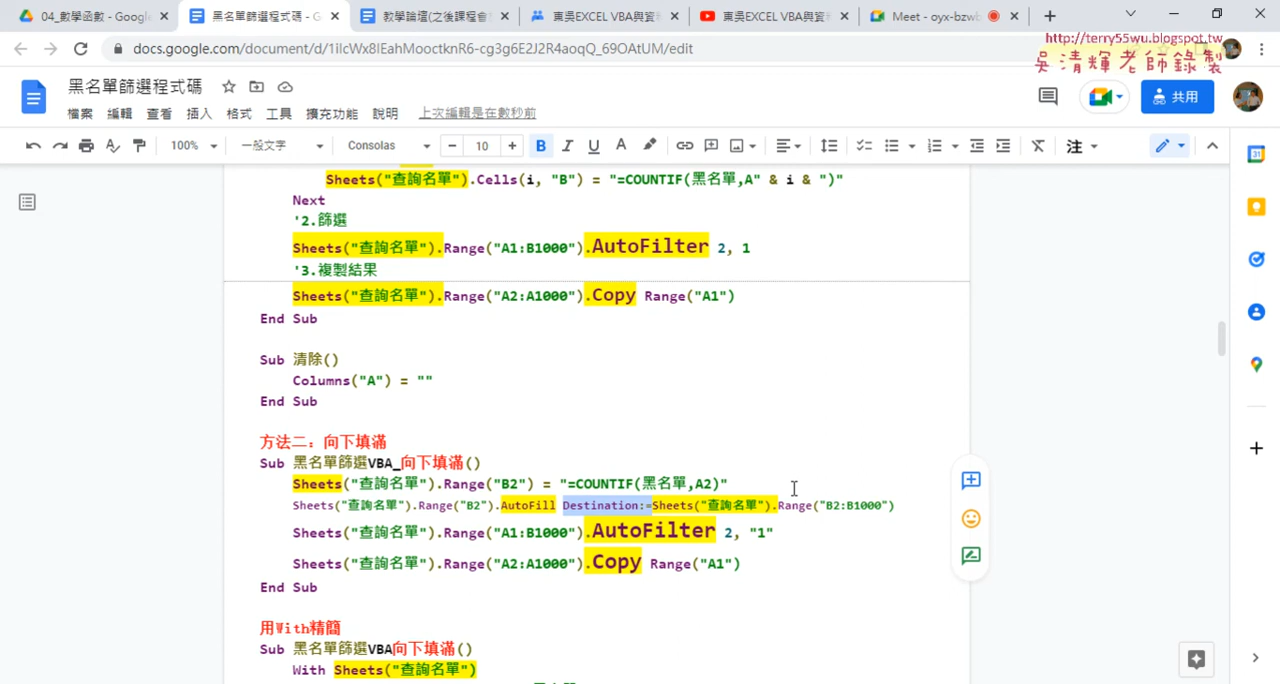 04_數學函數 - Google
黑名單篩選程式碼 - G
教學論壇(之後課程會
東吳EXCEL VBA與資
東吳EXCEL VBA與資
Meet - oyx-bzwb
http://terry55wu.blogspot.tw
吳清輝老師錄製
黑名單篩選程式碼
檔案 編輯 查看 插入 格式 工具 擴充功能 說明 上次編輯是在數秒前
共用
100% 一般文字 Consolas 10 B I U A 注
Sheets("查詢名單").Cells(i, "B") = "=COUNTIF(黑名單,A" & i & ")"
Next
'2.篩選
Sheets("查詢名單").Range("A1:B1000").AutoFilter 2, 1
'3.複製結果
Sheets("查詢名單").Range("A2:A1000").Copy Range("A1")
End Sub
Sub 清除()
Columns("A") = ""
End Sub
方法二：向下填滿
Sub 黑名單篩選VBA_向下填滿()
Sheets("查詢名單").Range("B2") = "=COUNTIF(黑名單,A2)"
Sheets("查詢名單").Range("B2").AutoFill Destination:=Sheets("查詢名單").Range("B2:B1000")
Sheets("查詢名單").Range("A1:B1000").AutoFilter 2, "1"
Sheets("查詢名單").Range("A2:A1000").Copy Range("A1")
End Sub
用With精簡
Sub 黑名單篩選VBA向下填滿()
With Sheets("查詢名單")